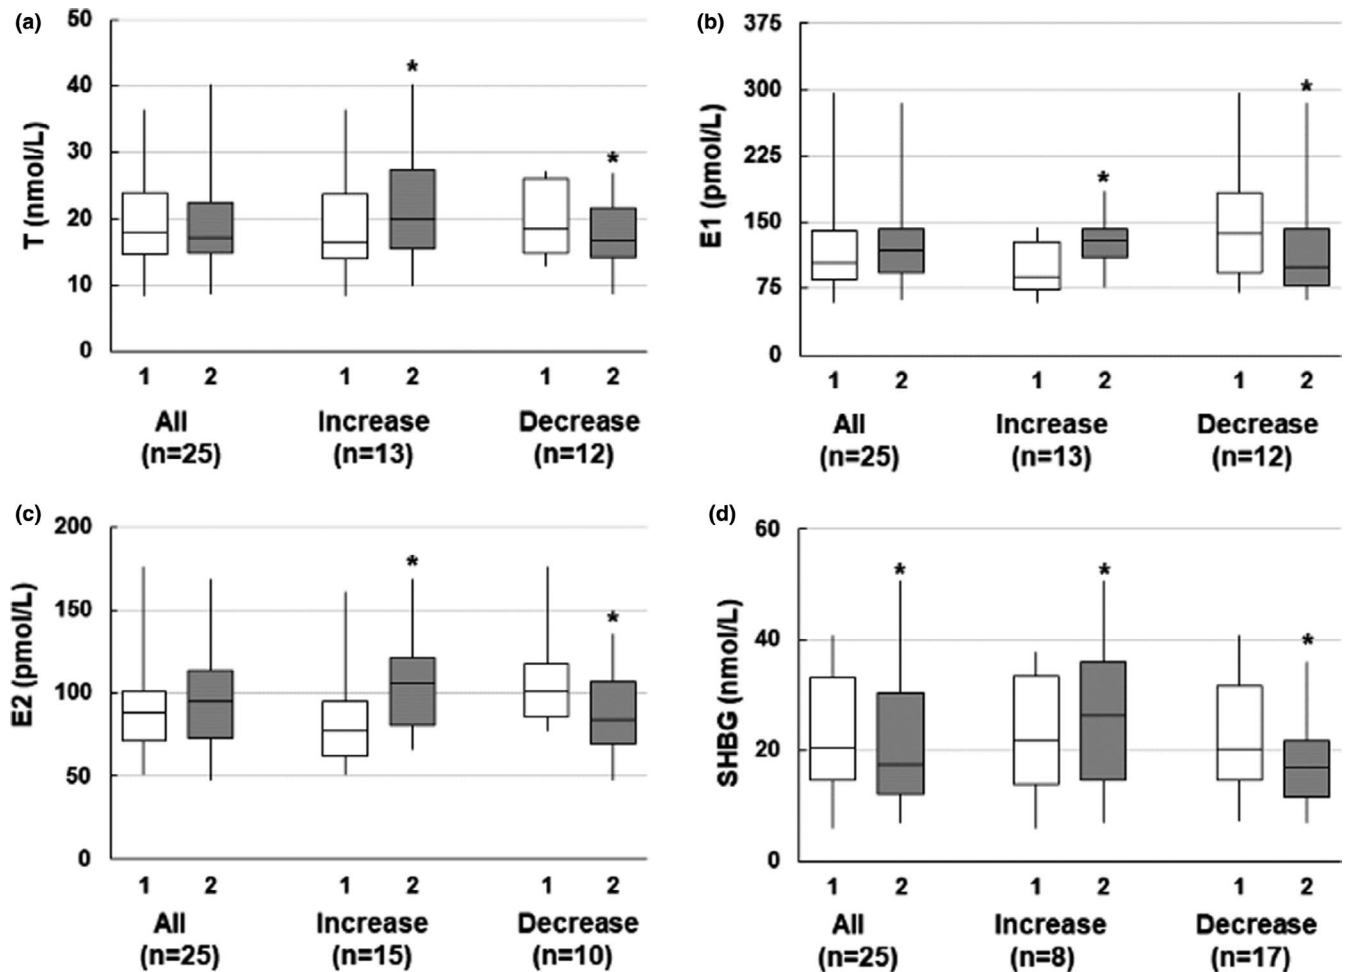 (a)
T (nmol/L)
50
40
30
20
10
0
*
*
1 2 1 2 1 2
All Increase Decrease
(n=25) (n=13) (n=12)
(b)
E1 (pmol/L)
375
300
225
150
75
0
*
*
1 2 1 2 1 2
All Increase Decrease
(n=25) (n=13) (n=12)
(c)
E2 (pmol/L)
200
150
100
50
0
*
*
1 2 1 2 1 2
All Increase Decrease
(n=25) (n=15) (n=10)
(d)
SHBG (nmol/L)
60
40
20
0
* *
*
1 2 1 2 1 2
All Increase Decrease
(n=25) (n=8) (n=17)